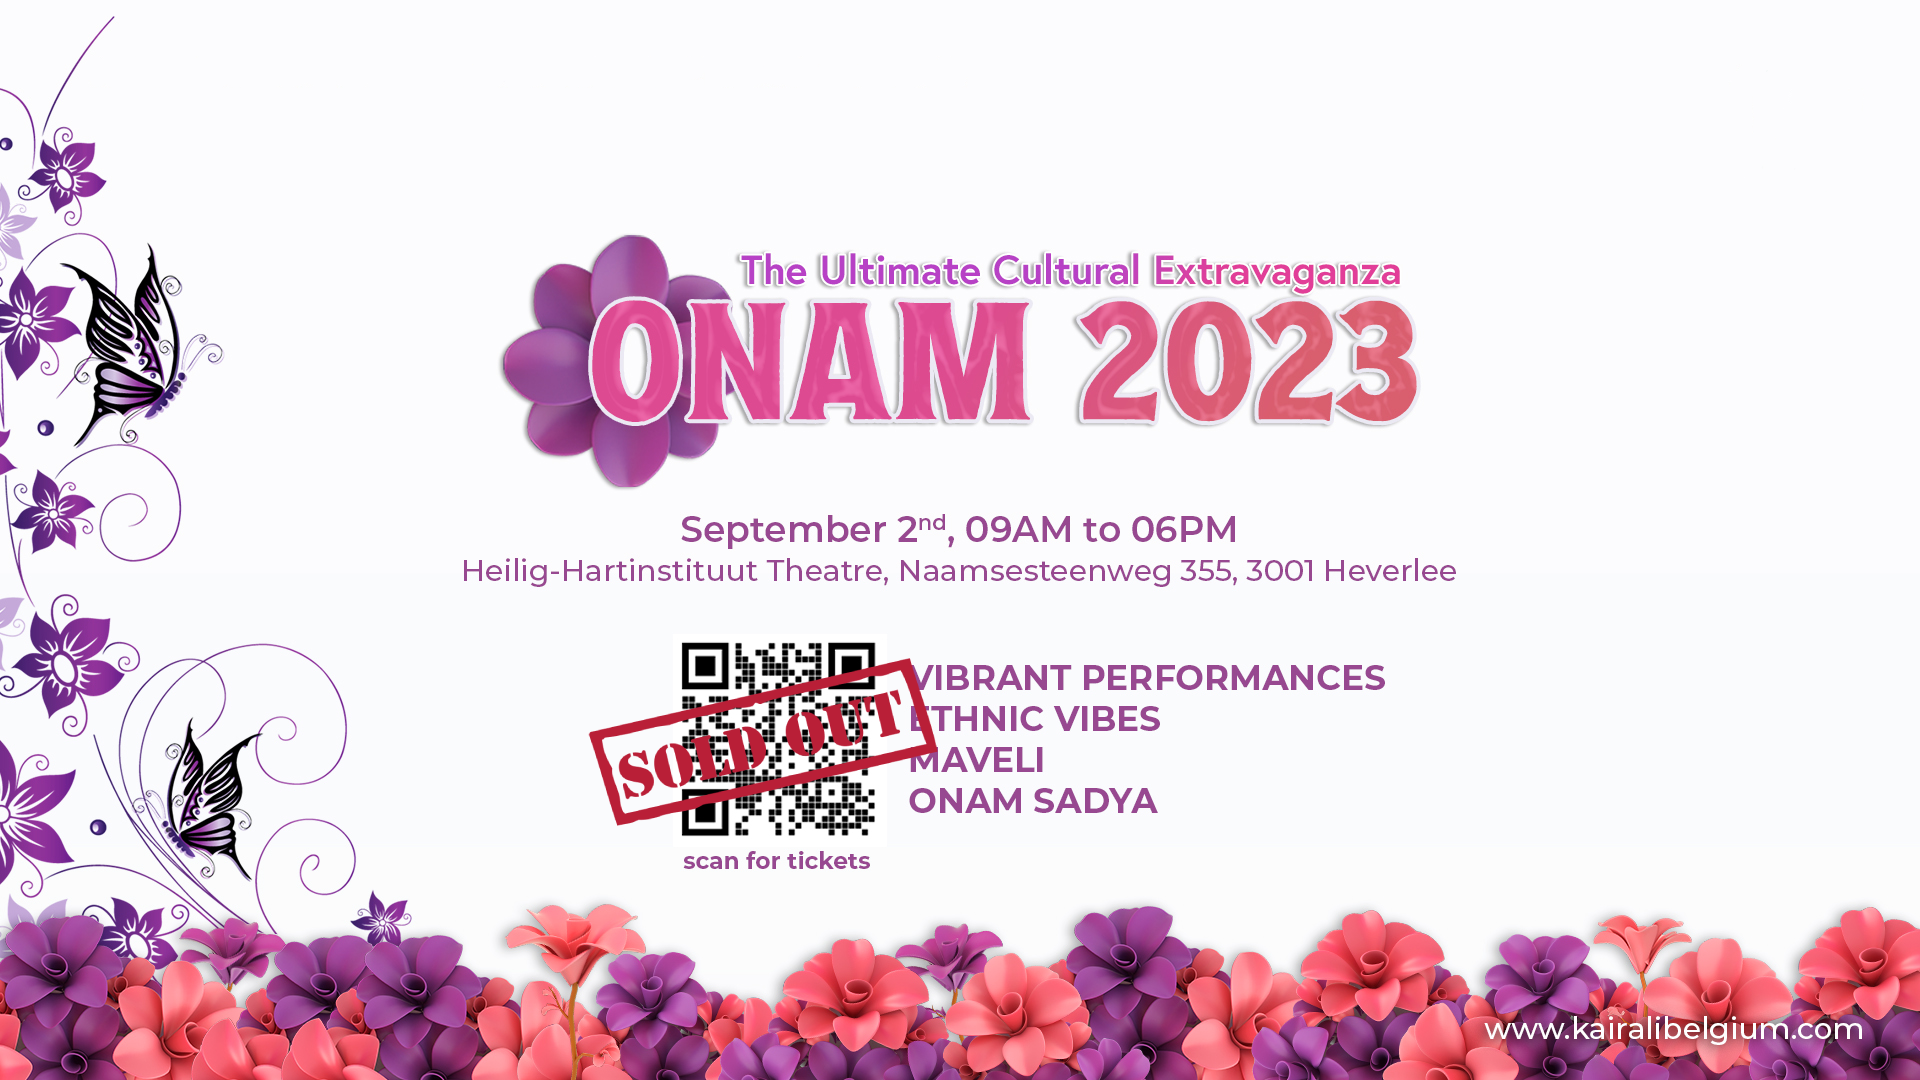 The Ultimate Cultural Extravaganza
ONAM 2023
September 2nd, 09AM to 06PM
Heilig-Hartinstituut Theatre, Naamsesteenweg 355, 3001 Heverlee
SOLD OUT
scan for tickets
VIBRANT PERFORMANCES
ETHNIC VIBES
MAVELI
ONAM SADYA
www.kairalibelgium.com